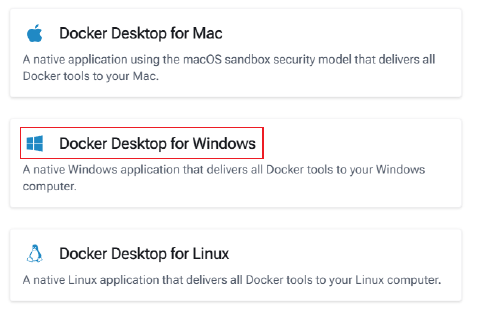 Docker Desktop for Mac
A native application using the macOS sandbox security model that delivers all
Docker tools to your Mac.
Docker Desktop for Windows
A native Windows application that delivers all Docker tools to your Windows
computer.
Docker Desktop for Linux
A native Linux application that delivers all Docker tools to your Linux computer.